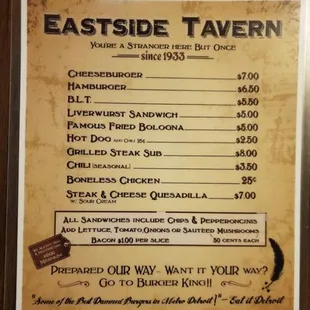 EASTSIDE TAVERN
YOU'RE A STRANGER HERE BUT ONCE
since 1933
CHEESEBURGER $7.00
HAMBURGER $6.50
B.L.T. $5.50
LIVERWURST SANDWICH $5.00
FAMOUS FRIED BOLOGNA $5.00
HOT DOG $2.50
GRILLED STEAK SUB $8.00
CHILI (SEASONAL) $3.50
BONELESS CHICKEN 25¢
STEAK & CHEESE QUESADILLA $7.00
W/ SOUR CREAM
ALL SANDWICHES INCLUDE CHIPS & PEPPERONCINIS
ADD LETTUCE, TOMATO, ONIONS OR SAUTEED MUSHROOMS
BACON $1.00 PER SLICE 50 CENTS EACH
PREPARED OUR WAY- WANT IT YOUR WAY?
GO TO BURGER KING!!
"Some of the Best Damned Burgers in Metro Detroit!" - Eat it Detroit